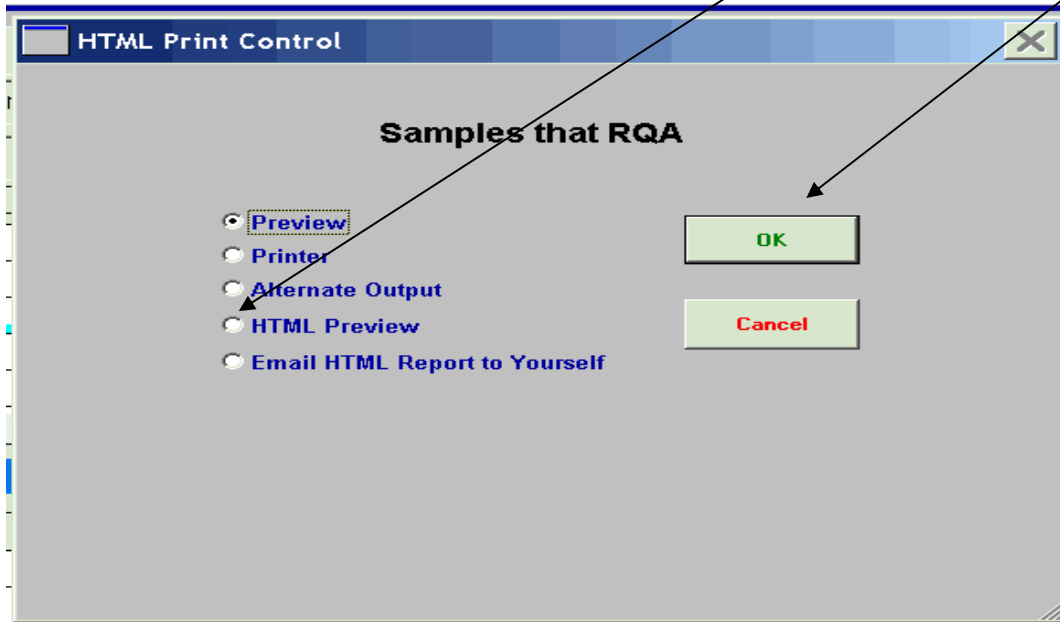 HTML Print Control
Samples that RQA
Preview
Printer
Alternate Output
HTML Preview
Email HTML Report to Yourself
OK
Cancel